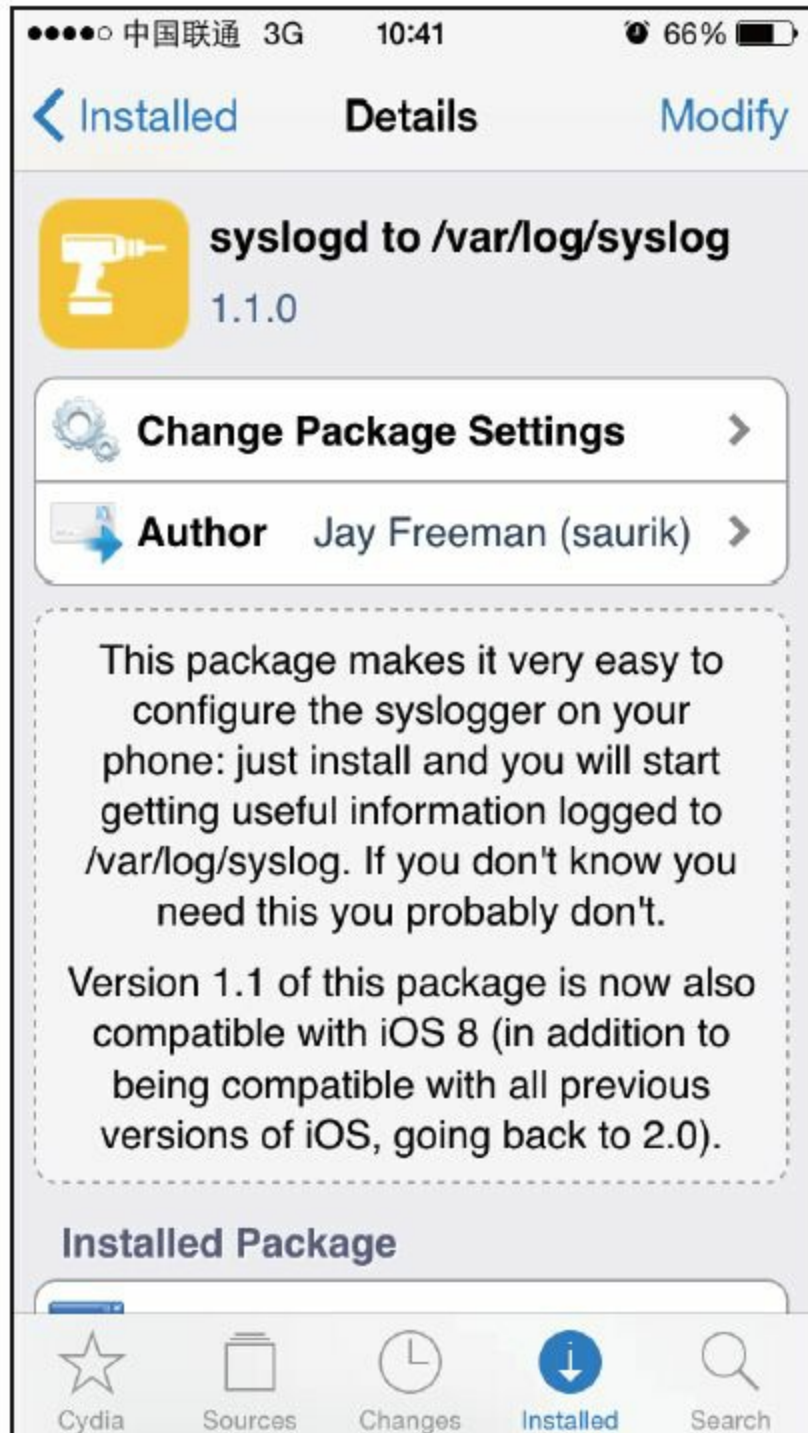 中国联通 3G 10:41 66%
Installed Details Modify
syslogd to /var/log/syslog
1.1.0
Change Package Settings
Author Jay Freeman (saurik)
This package makes it very easy to
configure the syslogger on your
phone: just install and you will start
getting useful information logged to
/var/log/syslog. If you don't know you
need this you probably don't.
Version 1.1 of this package is now also
compatible with iOS 8 (in addition to
being compatible with all previous
versions of iOS, going back to 2.0).
Installed Package
Cydia Sources Changes Installed Search